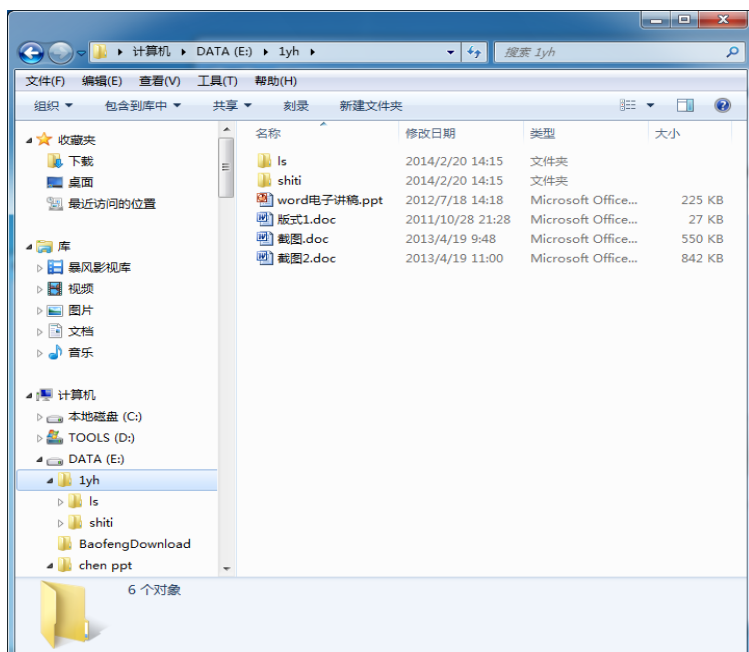 计算机 DATA (E:) 1yh 搜索 1yh
文件(F) 编辑(E) 查看(V) 工具(T) 帮助(H)
组织 包含到库中 共享 刻录 新建文件夹
收藏夹
下载
桌面
最近访问的位置
库
暴风影视库
视频
图片
文档
音乐
计算机
本地磁盘 (C:)
TOOLS (D:)
DATA (E:)
1yh
ls
shiti
BaofengDownload
chen ppt
名称 修改日期 类型 大小
ls 2014/2/20 14:15 文件夹
shiti 2014/2/20 14:15 文件夹
word电子讲稿.ppt 2012/7/18 14:18 Microsoft Office... 225 KB
版式1.doc 2011/10/28 21:28 Microsoft Office... 27 KB
截图.doc 2013/4/19 9:48 Microsoft Office... 550 KB
截图2.doc 2013/4/19 11:00 Microsoft Office... 842 KB
6 个对象